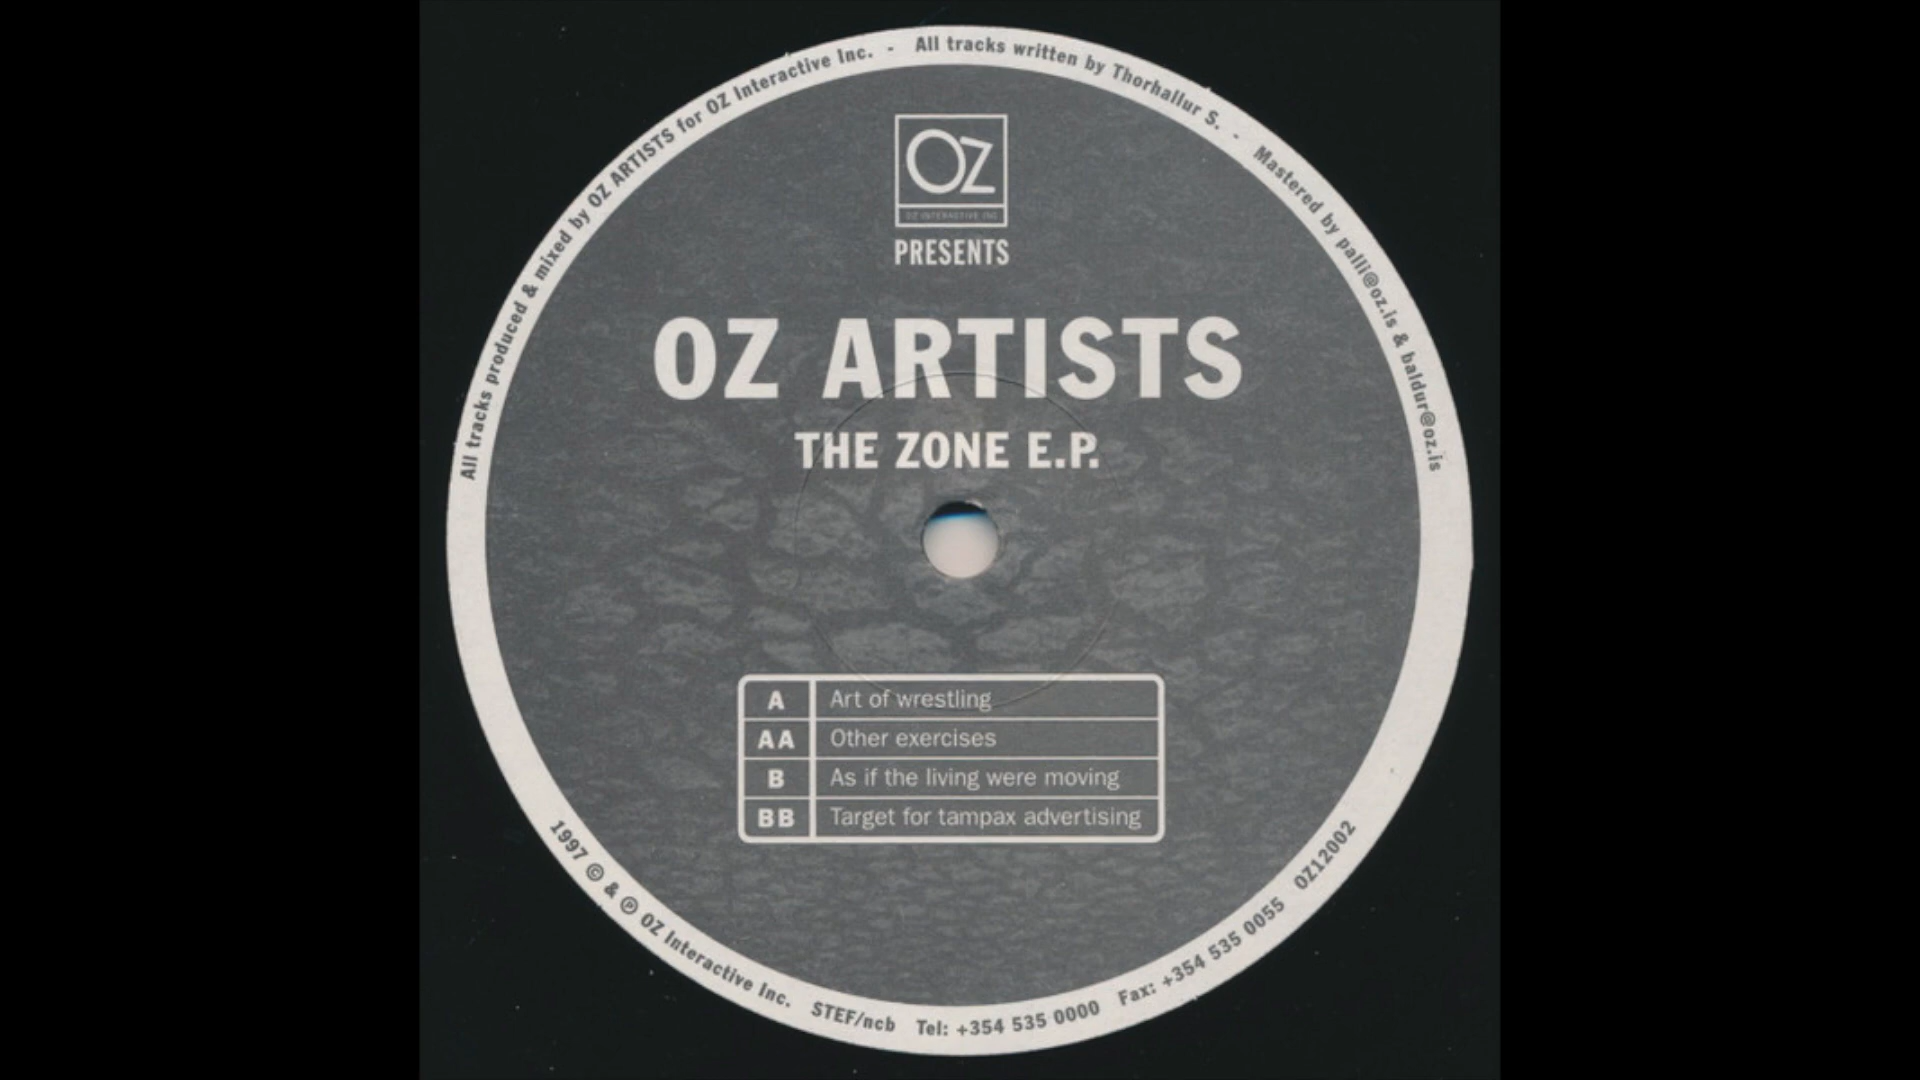 All tracks produced & mixed by OZ ARTISTS for OZ Interactive Inc. - All tracks written by Thorhallur S. - Mastered by palli@oz.is & baldur@oz.is
OZ
OZ INTERACTIVE INC
PRESENTS
OZ ARTISTS
THE ZONE E.P.
A Art of wrestling
AA Other exercises
B As if the living were moving
BB Target for tampax advertising
1997 © & ℗ OZ Interactive Inc. STEF/ncb Tel: +354 535 0000 Fax: +354 535 0055 OZ12002